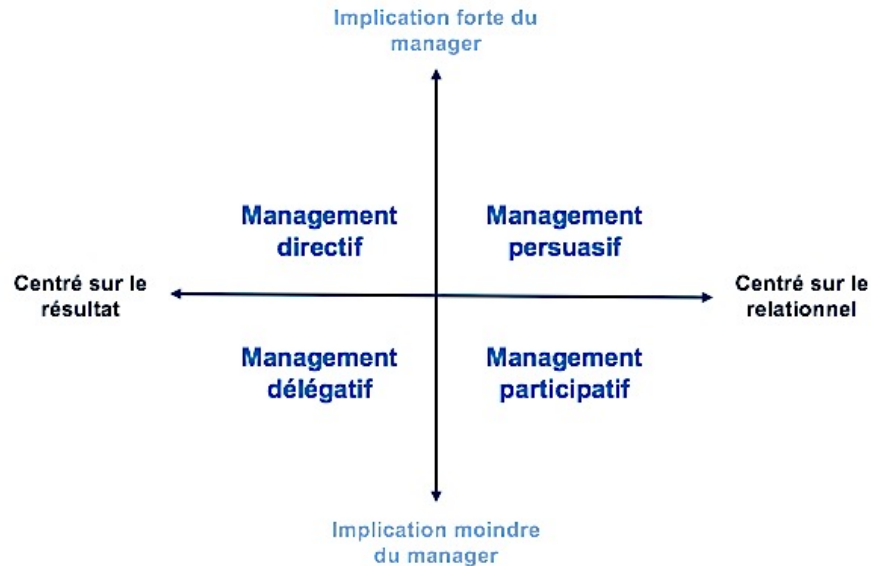 Implication forte du
manager
Management
directif
Management
persuasif
Centré sur le
résultat
Centré sur le
relationnel
Management
délégatif
Management
participatif
Implication moindre
du manager